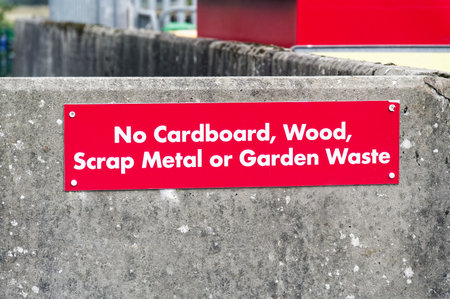 No Cardboard, Wood,
Scrap Metal or Garden Waste